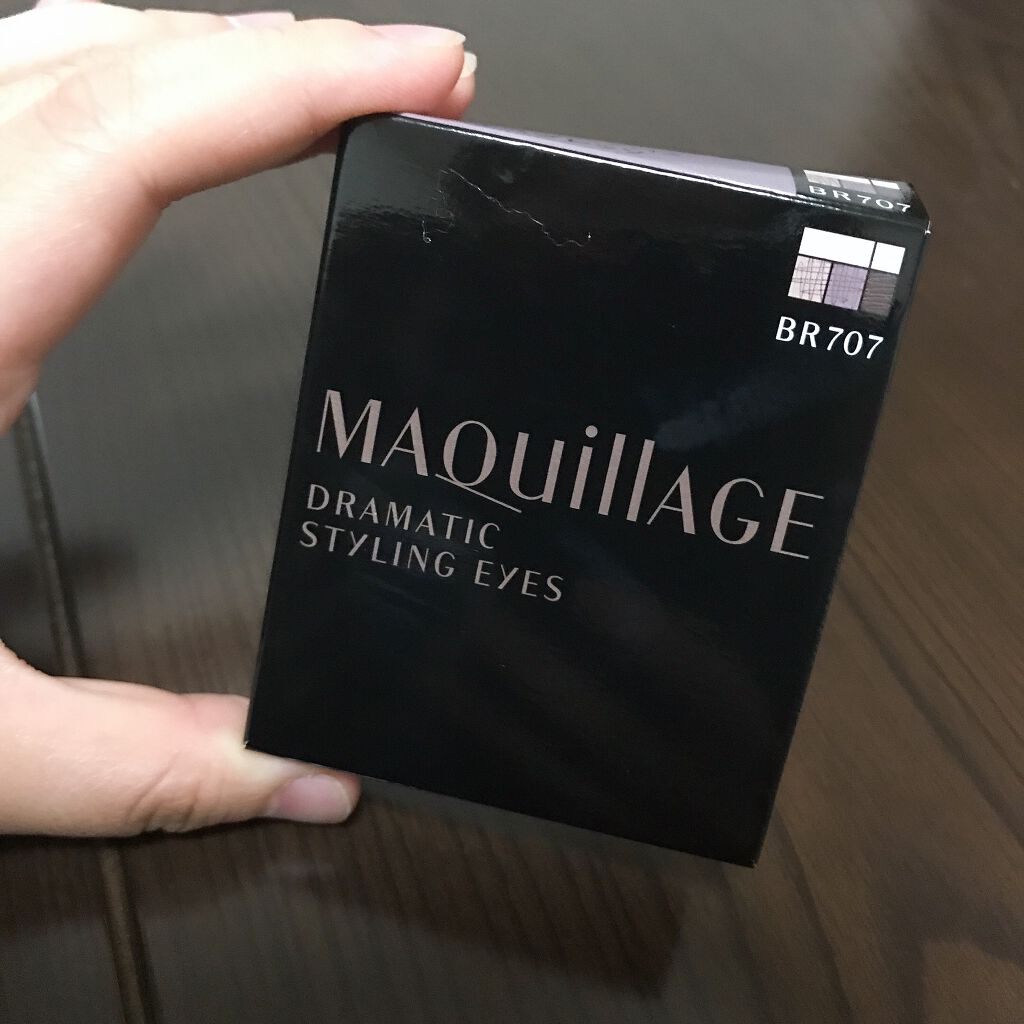 BR707
BR707
MAQuillAGE
DRAMATIC
STYLING EYES